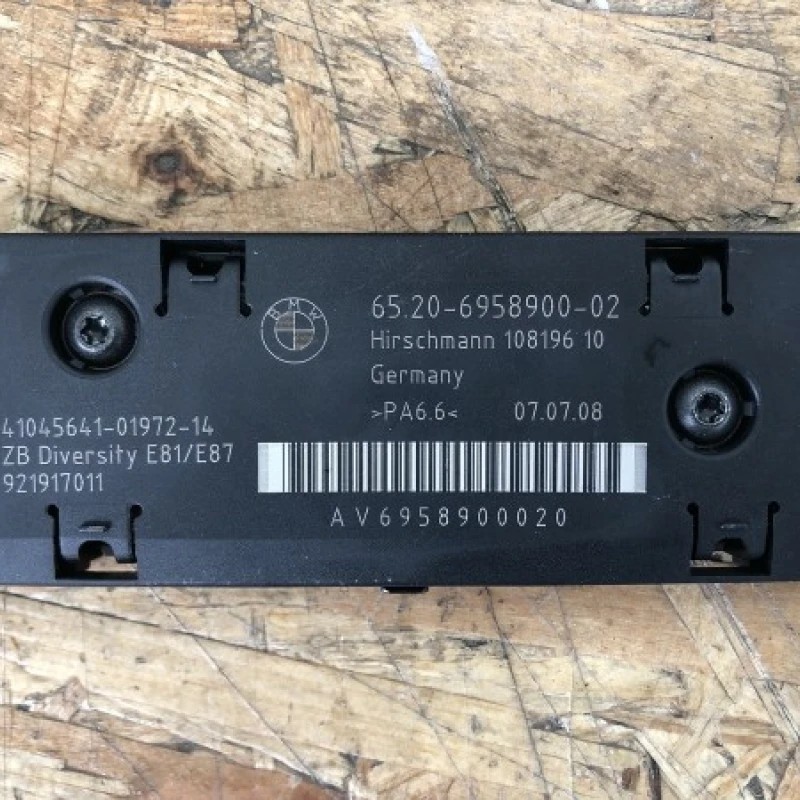 BMW
65.20-6958900-02
Hirschmann 108196 10
Germany
>PA6.6< 07.07.08
41045641-01972-14
ZB Diversity E81/E87
921917011
AV6958900020